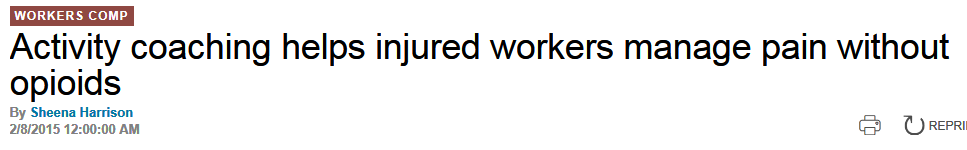 WORKERS COMP
Activity coaching helps injured workers manage pain without
opioids
By Sheena Harrison
2/8/2015 12:00:00 AM
REPRI